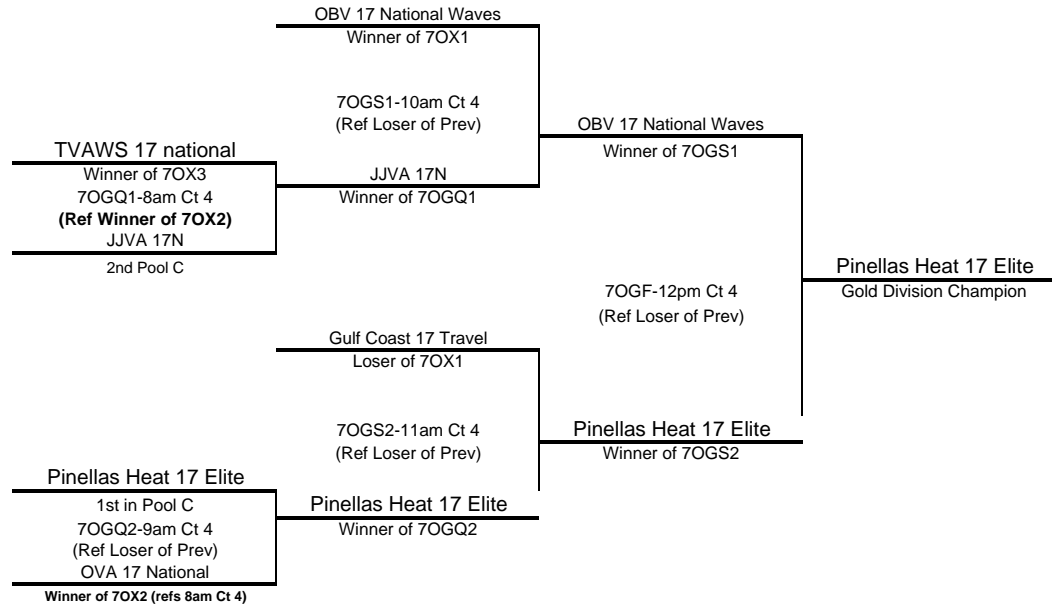 OBV 17 National Waves
Winner of 7OX1
7OGS1-10am Ct 4
(Ref Loser of Prev)
OBV 17 National Waves
TVAWS 17 national
Winner of 7OGS1
Winner of 7OX3
JJVA 17N
7OGQ1-8am Ct 4
Winner of 7OGQ1
(Ref Winner of 7OX2)
JJVA 17N
2nd Pool C
Pinellas Heat 17 Elite
7OGF-12pm Ct 4
Gold Division Champion
(Ref Loser of Prev)
Gulf Coast 17 Travel
Loser of 7OX1
7OGS2-11am Ct 4
Pinellas Heat 17 Elite
(Ref Loser of Prev)
Winner of 7OGS2
Pinellas Heat 17 Elite
1st in Pool C
Pinellas Heat 17 Elite
7OGQ2-9am Ct 4
Winner of 7OGQ2
(Ref Loser of Prev)
OVA 17 National
Winner of 7OX2 (refs 8am Ct 4)